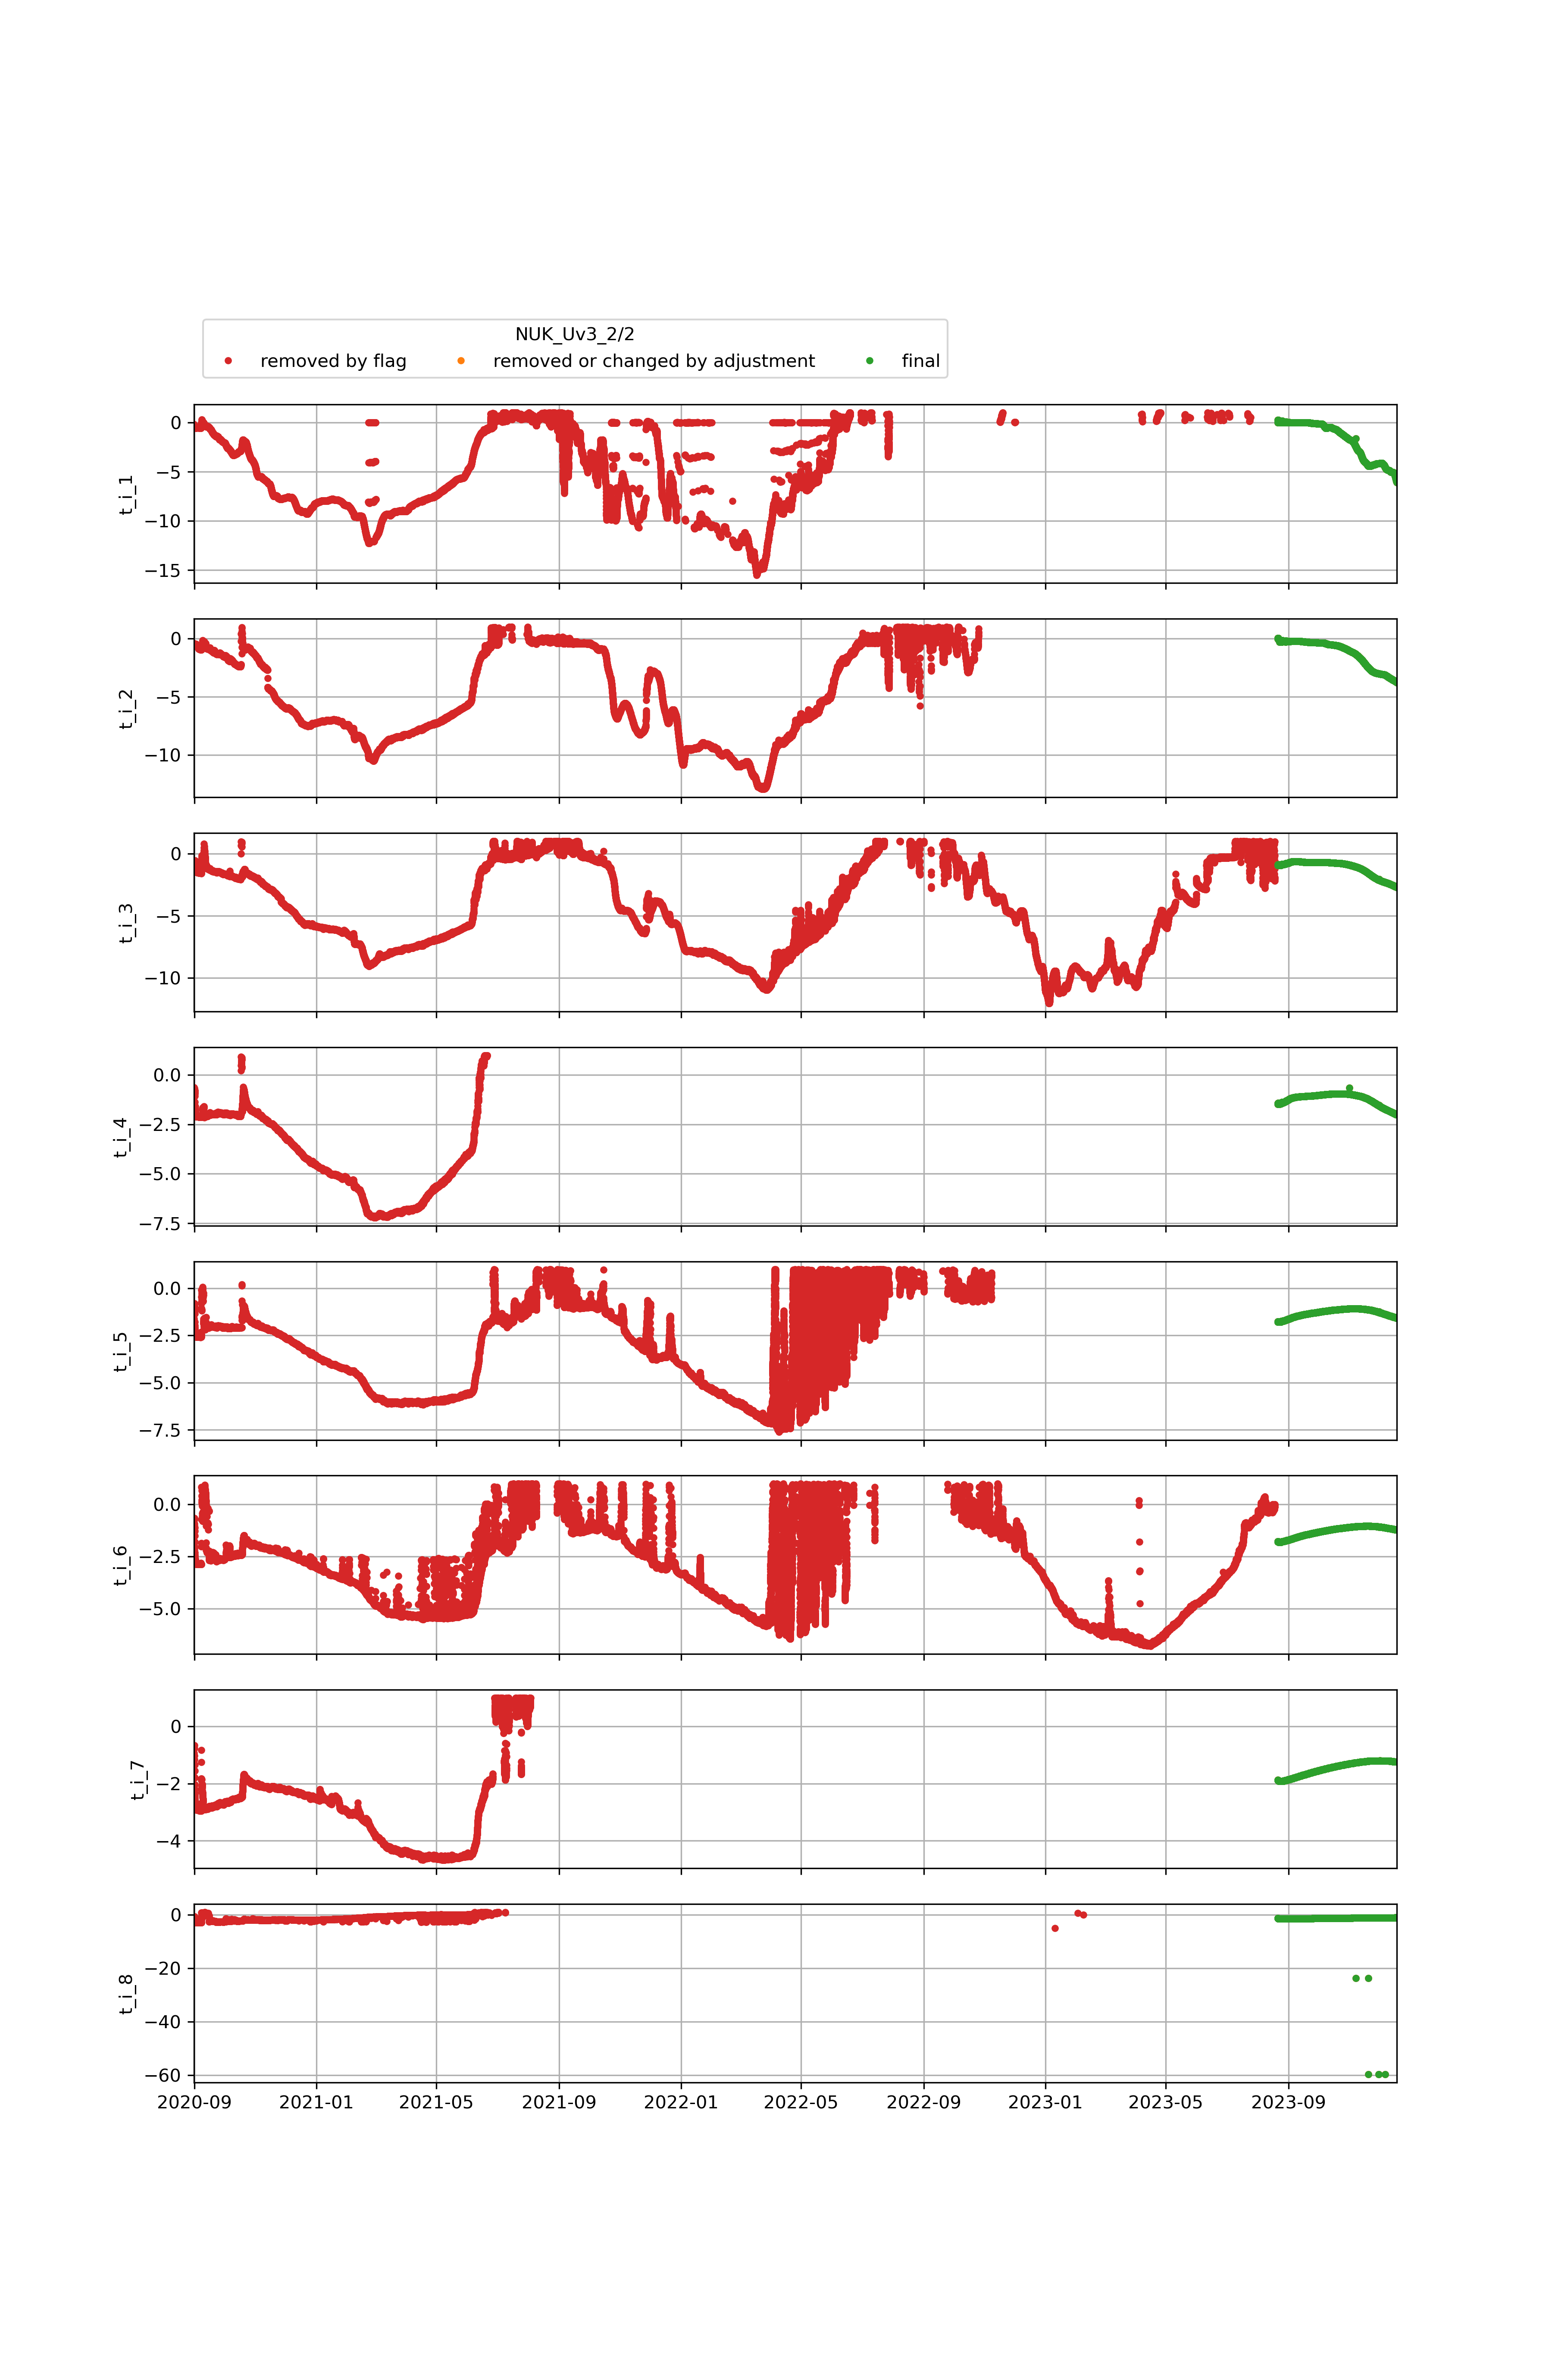 NUK_Uv3_2/2
removed by flag removed or changed by adjustment final
0
−5
−10
−15
t_i_1
0
−5
−10
t_i_2
0
−5
−10
t_i_3
0.0
−2.5
−5.0
−7.5
t_i_4
0.0
−2.5
−5.0
−7.5
t_i_5
0.0
−2.5
−5.0
t_i_6
0
−2
−4
t_i_7
0
−20
−40
−60
t_i_8
2020-09 2021-01 2021-05 2021-09 2022-01 2022-05 2022-09 2023-01 2023-05 2023-09